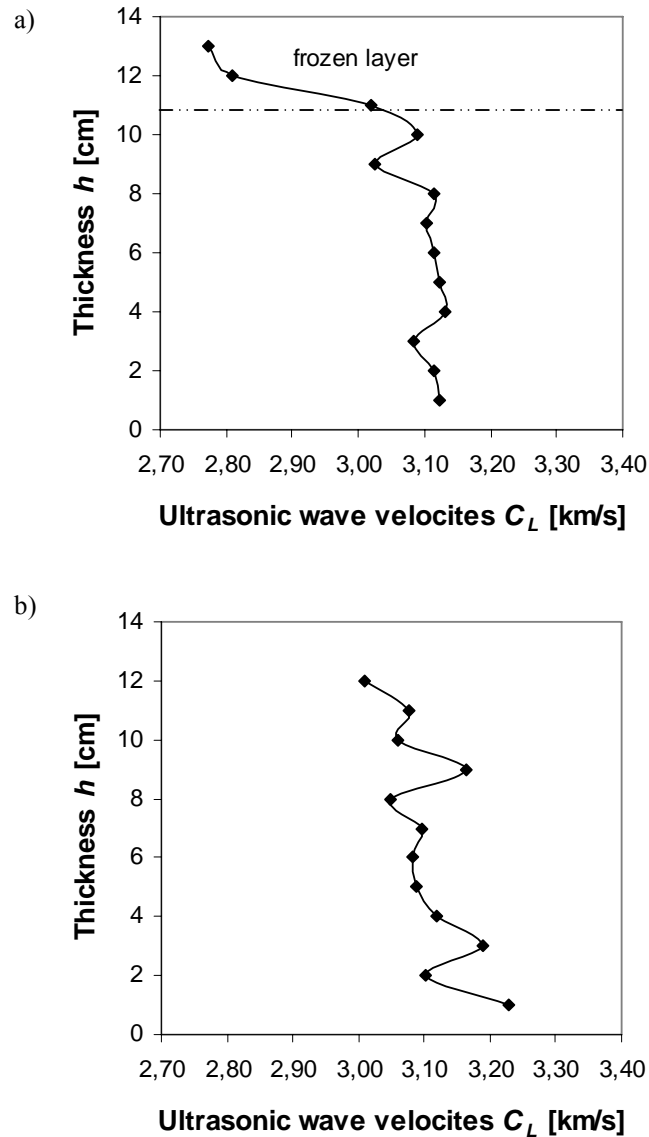 a)
Thickness h [cm]
14
12
10
8
6
4
2
0
frozen layer
2,70 2,80 2,90 3,00 3,10 3,20 3,30 3,40
Ultrasonic wave velocites C_L [km/s]
b)
Thickness h [cm]
14
12
10
8
6
4
2
0
2,70 2,80 2,90 3,00 3,10 3,20 3,30 3,40
Ultrasonic wave velocites C_L [km/s]